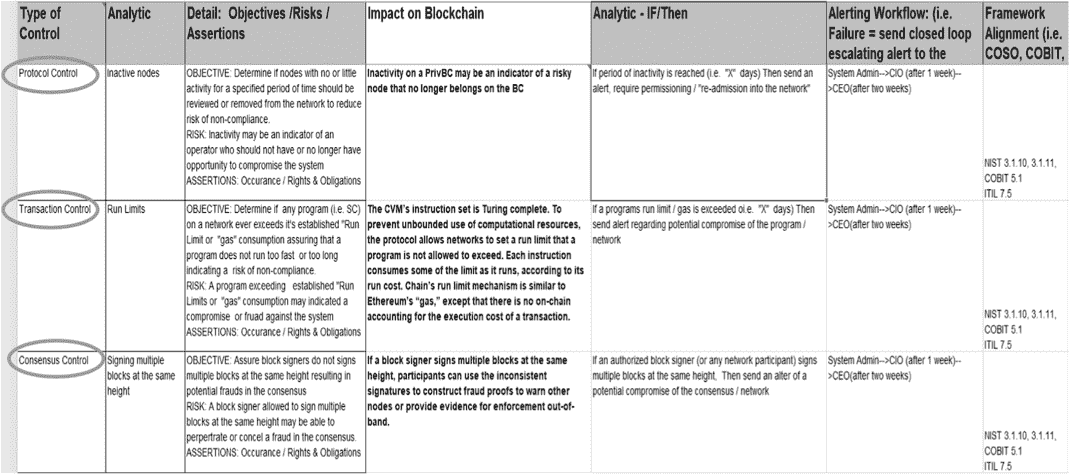 Type of
Control
Analytic
Detail: Objectives /Risks /
Assertions
Impact on Blockchain
Analytic - IF/Then
Alerting Workflow: (i.e.
Failure = send closed loop
escalating alert to the
Framework
Alignment (i.e.
COSO, COBIT,
Protocol Control
Inactive nodes
OBJECTIVE: Determine if nodes with no or little
activity for a specified period of time should be
reviewed or removed from the network to reduce
risk of non-compliance.
RISK: Inactivity may be an indicator of an
operator who should not have or no longer have
opportunity to compromise the system
ASSERTIONS: Occurance / Rights & Obligations
Inactivity on a PrivBC may be an indicator of a risky
node that no longer belongs on the BC
If period of inactivity is reached (i.e. "X" days) Then send an
alert, require permissioning / "re-admission into the network"
System Admin-->CIO (after 1 week)--
>CEO(after two weeks)
NIST 3.1.10, 3.1.11,
COBIT 5.1
ITIL 7.5
Transaction Control
Run Limits
OBJECTIVE: Determine if any program (i.e. SC)
on a network ever exceeds it's established "Run
Limit or "gas" consumption assuring that a
program does not run too fast or too long
indicating a risk of non-compliance.
RISK: A program exceeding established "Run
Limits or "gas" consumption may indicated a
compromise or fruad against the system
ASSERTIONS: Occurance / Rights & Obligations
The CVM's instruction set is Turing complete. To
prevent unbounded use of computational resources,
the protocol allows networks to set a run limit that a
program is not allowed to exceed. Each instruction
consumes some of the limit as it runs, according to its
run cost. Chain's run limit mechanism is similar to
Ethereum's "gas," except that there is no on-chain
accounting for the execution cost of a transaction.
If a programs run limit / gas is exceeded oi.e. "X" days) Then
send alert regarding potential compromise of the program /
network
System Admin-->CIO (after 1 week)--
>CEO(after two weeks)
NIST 3.1.10, 3.1.11,
COBIT 5.1
ITIL 7.5
Consensus Control
Signing multiple
blocks at the same
height
OBJECTIVE: Assure block signers do not signs
multiple blocks at the same height resulting in
potential frauds in the consensus
RISK: A block signer allowed to sign multiple
blocks at the same height may be able to
perpertrate or concel a fraud in the consensus.
ASSERTIONS: Occurance / Rights & Obligations
If a block signer signs multiple blocks at the same
height, participants can use the inconsistent
signatures to construct fraud proofs to warn other
nodes or provide evidence for enforcement out-of-
band.
If an authorized block signer (or any network participant) signs
multiple blocks at the same height, Then send an alter of a
potential compromise of the consensus / network
System Admin-->CIO (after 1 week)--
>CEO(after two weeks)
NIST 3.1.10, 3.1.11,
COBIT 5.1
ITIL 7.5